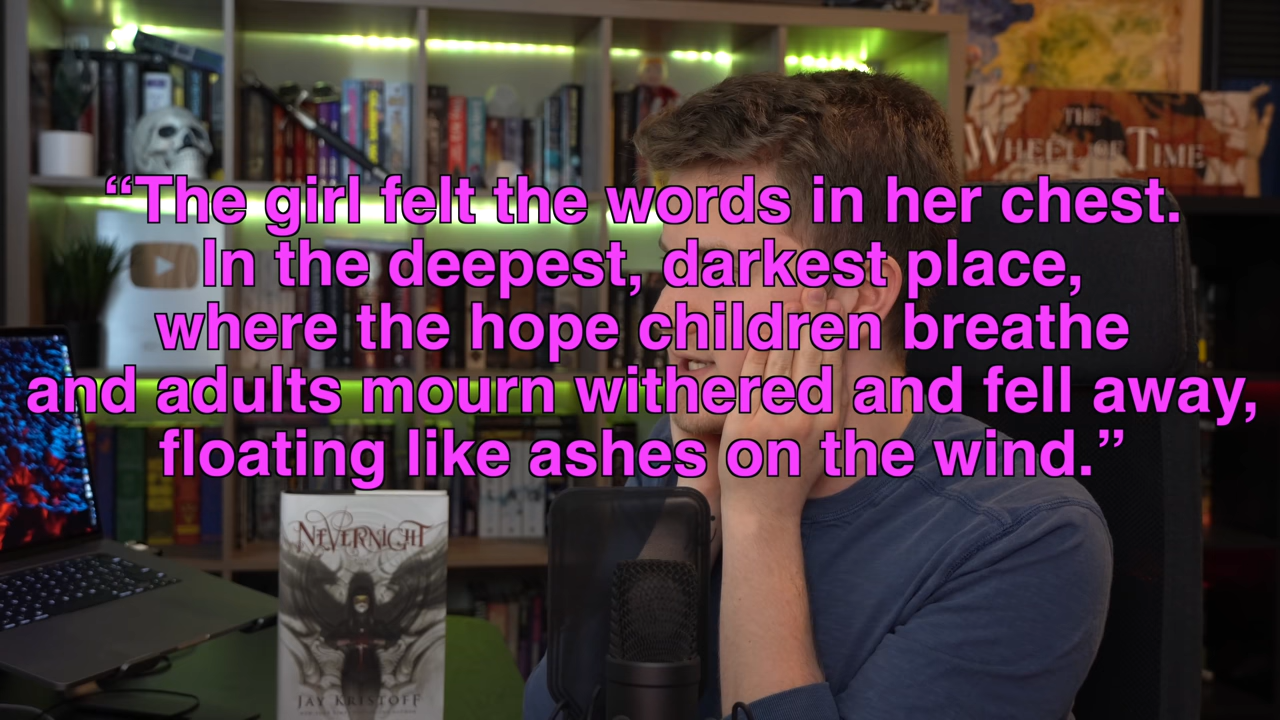 THE
WHEEL OF TIME
“The girl felt the words in her chest.
In the deepest, darkest place,
where the hope children breathe
and adults mourn withered and fell away,
floating like ashes on the wind.”
NEVERNIGHT
JAY KRISTOFF